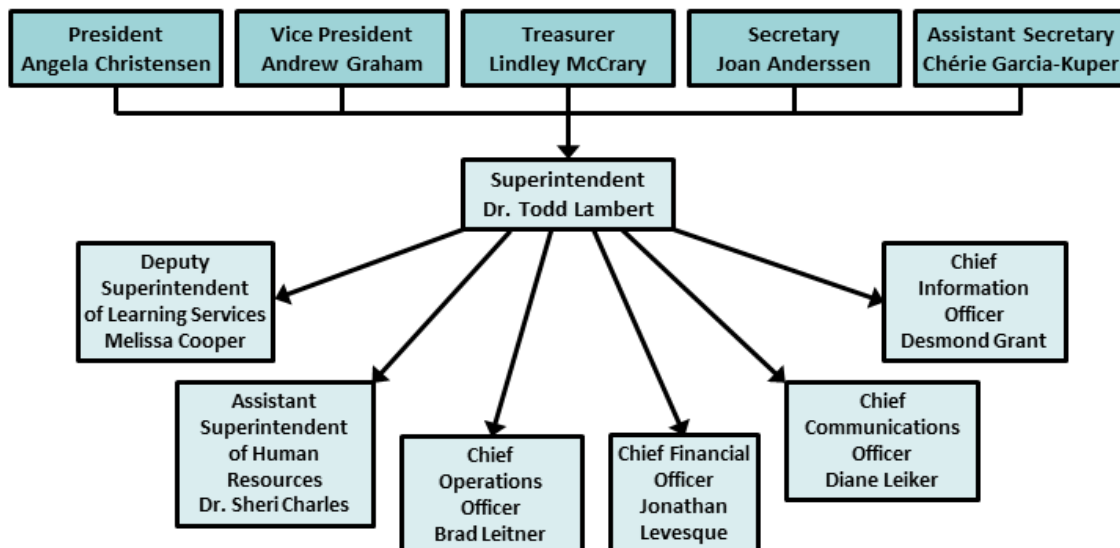 President
Angela Christensen
Vice President
Andrew Graham
Treasurer
Lindley McCrary
Secretary
Joan Anderssen
Assistant Secretary
Chérie Garcia-Kuper
Superintendent
Dr. Todd Lambert
Deputy
Superintendent
of Learning Services
Melissa Cooper
Assistant
Superintendent
of Human
Resources
Dr. Sheri Charles
Chief
Operations
Officer
Brad Leitner
Chief Financial
Officer
Jonathan
Levesque
Chief
Communications
Officer
Diane Leiker
Chief
Information
Officer
Desmond Grant